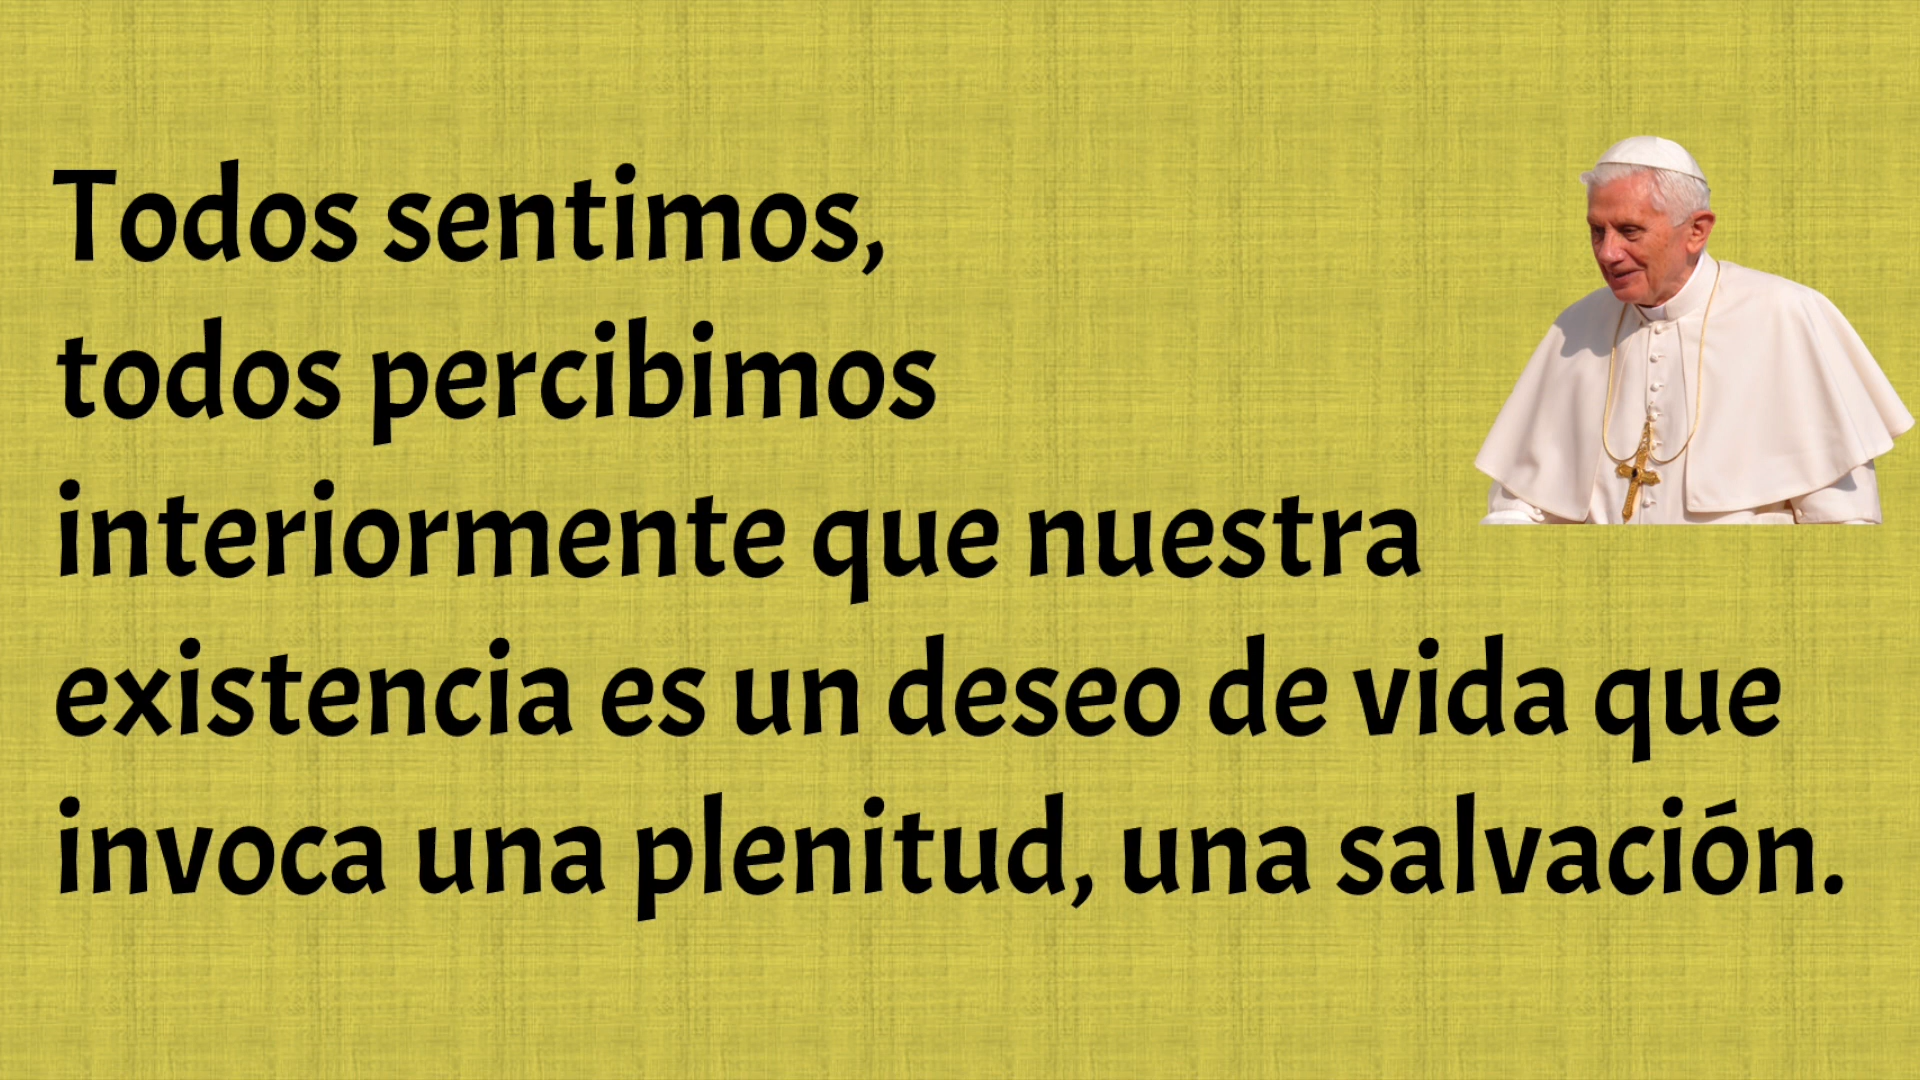 Todos sentimos,
todos percibimos
interiormente que nuestra
existencia es un deseo de vida que
invoca una plenitud, una salvación.